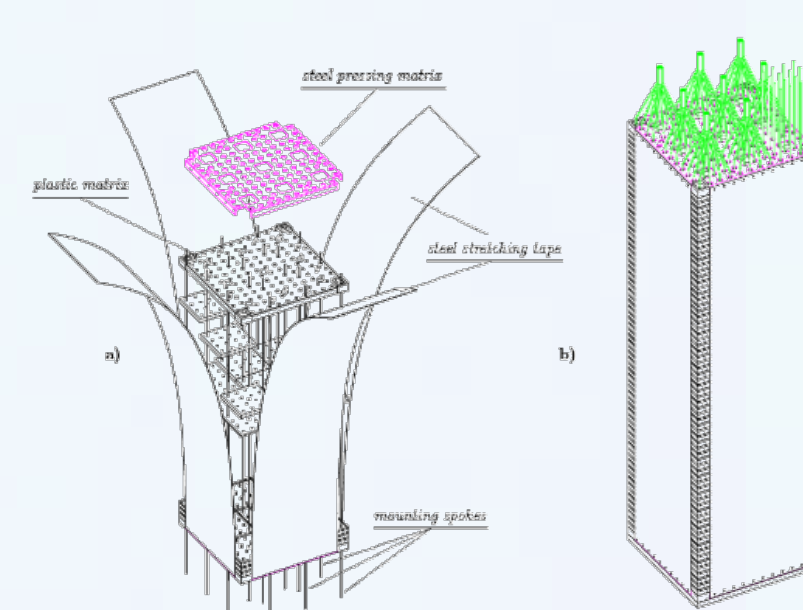 steel pressing matrix
plastic matrix
steel stretching tape
a)
b)
mounting spokes